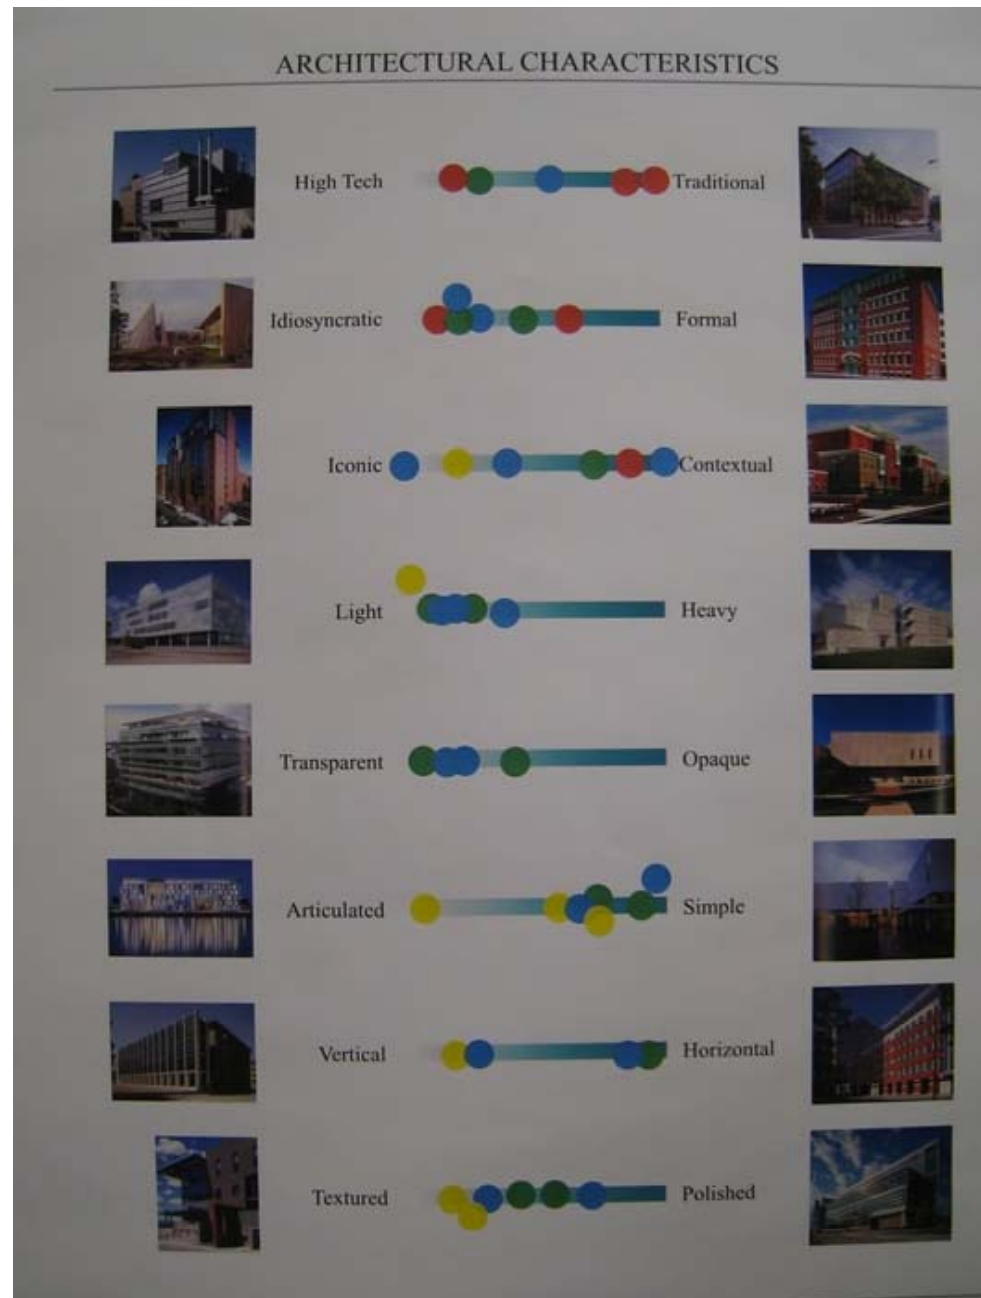 ARCHITECTURAL CHARACTERISTICS
High Tech Traditional
Idiosyncratic Formal
Iconic Contextual
Light Heavy
Transparent Opaque
Articulated Simple
Vertical Horizontal
Textured Polished